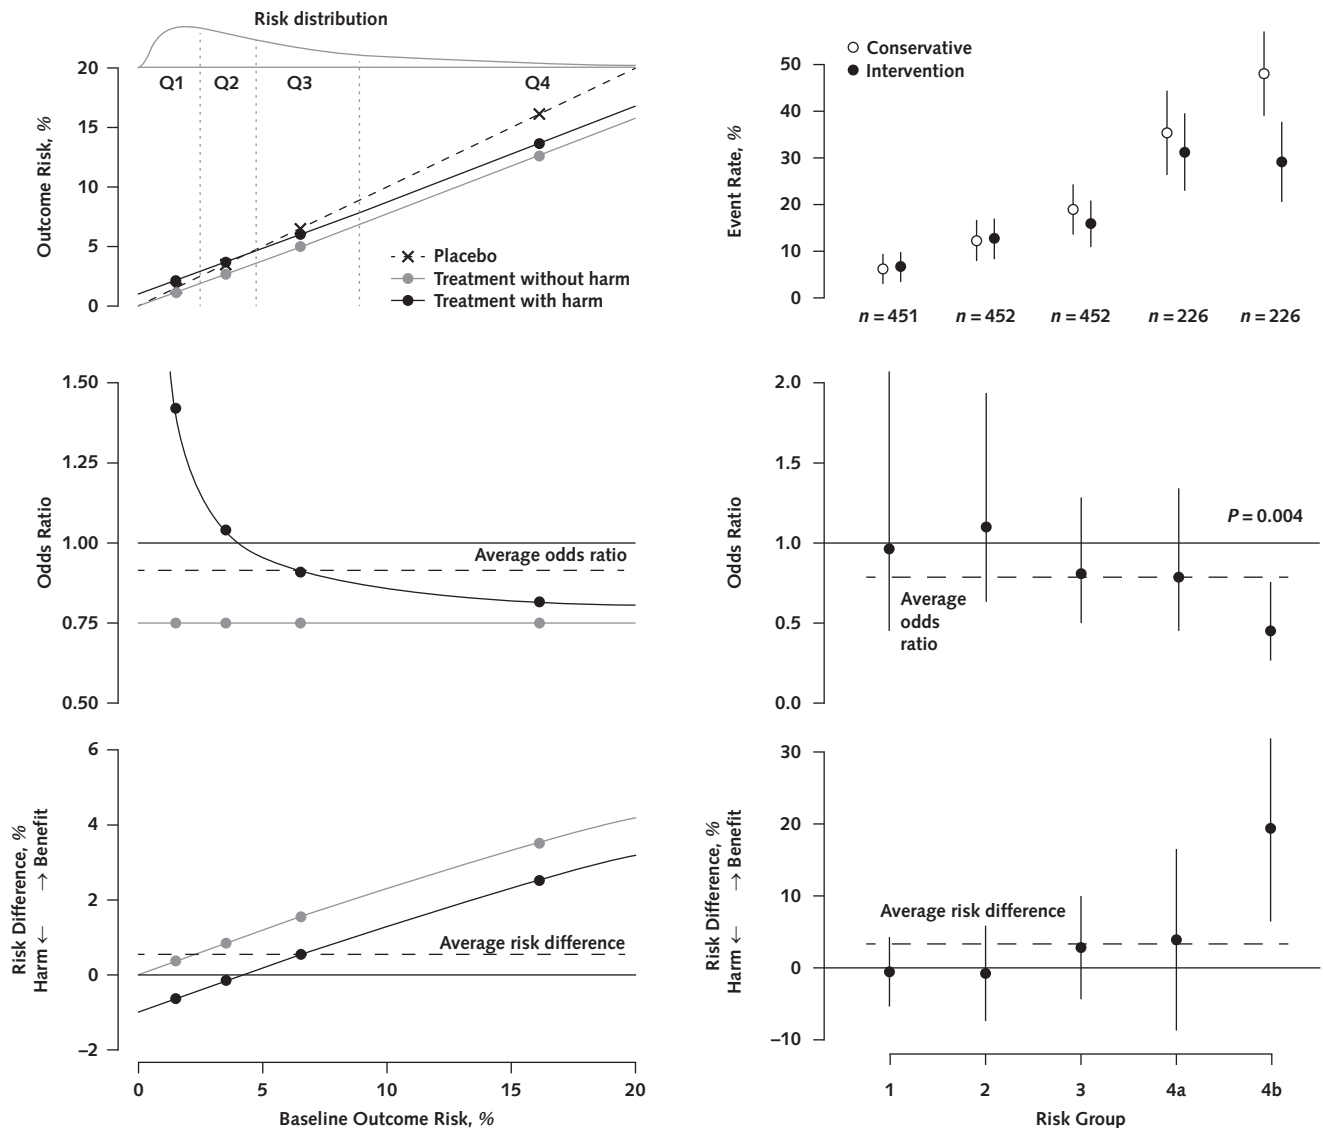 Risk distribution
Q1 Q2 Q3 Q4
20
15
10
5
0
Outcome Risk, %
Placebo
Treatment without harm
Treatment with harm
1.50
1.25
1.00
0.75
0.50
Odds Ratio
Average odds ratio
6
4
2
0
–2
Risk Difference, %
Harm ← → Benefit
Average risk difference
0 5 10 15 20
Baseline Outcome Risk, %
Conservative
Intervention
50
40
30
20
10
0
Event Rate, %
n = 451 n = 452 n = 452 n = 226 n = 226
2.0
1.5
1.0
0.5
0.0
Odds Ratio
P = 0.004
Average
odds
ratio
30
20
10
0
–10
Risk Difference, %
Harm ← → Benefit
Average risk difference
1 2 3 4a 4b
Risk Group